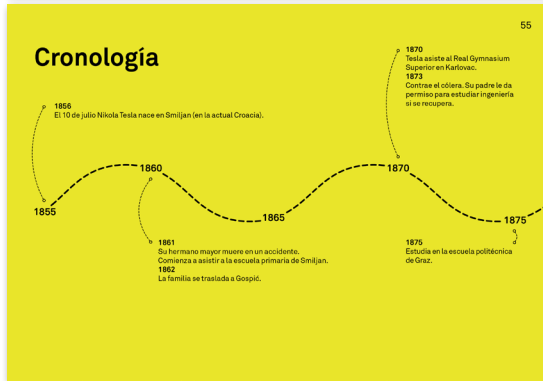 55
Cronología
1856
El 10 de julio Nikola Tesla nace en Smiljan (en la actual Croacia).
1870
Tesla asiste al Real Gymnasium
Superior en Karlovac.
1873
Contrae el cólera. Su padre le da
permiso para estudiar ingeniería
si se recupera.
1855
1860
1865
1870
1875
1861
Su hermano mayor muere en un accidente.
Comienza a asistir a la escuela primaria de Smiljan.
1862
La familia se traslada a Gospić.
1875
Estudia en la escuela politécnica
de Graz.